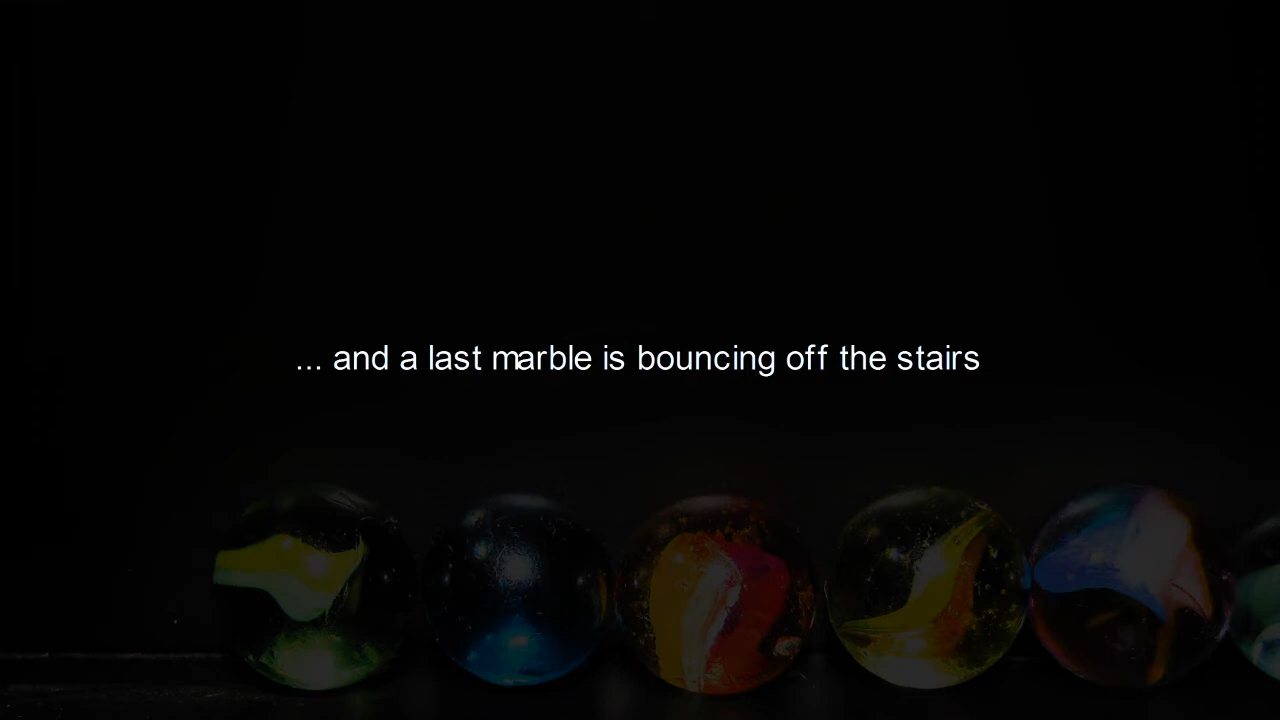 ... and a last marble is bouncing off the stairs